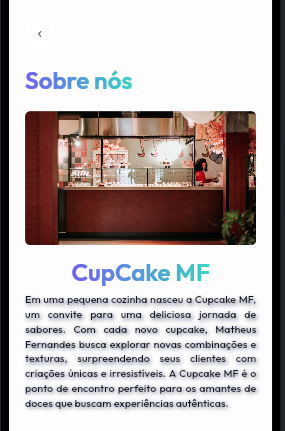 Sobre nós
CupCake MF
Em uma pequena cozinha nasceu a Cupcake MF,
um convite para uma deliciosa jornada de
sabores. Com cada novo cupcake, Matheus
Fernandes busca explorar novas combinações e
texturas, surpreendendo seus clientes com
criações únicas e irresistíveis. A Cupcake MF é o
ponto de encontro perfeito para os amantes de
doces que buscam experiências autênticas.